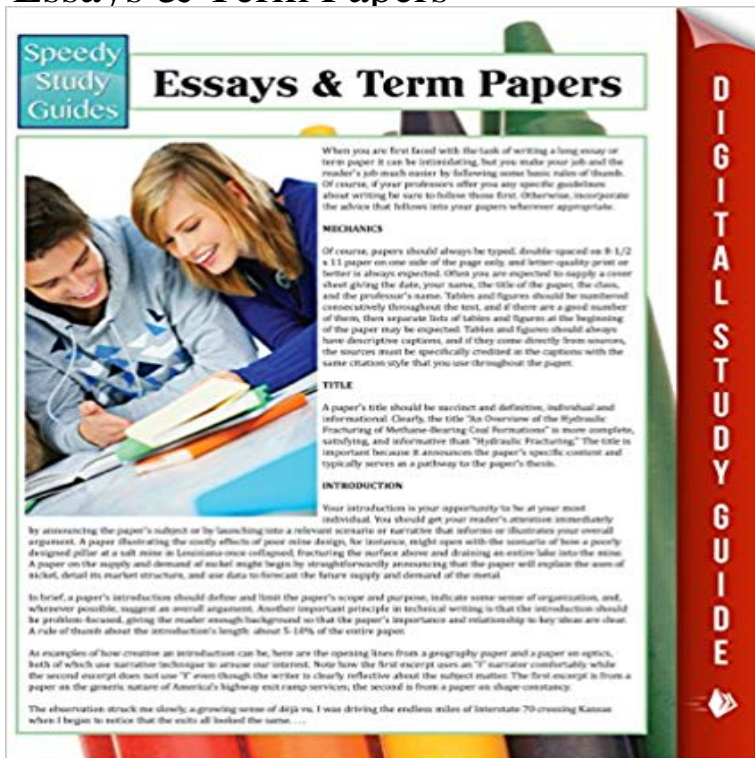 Essays & Term Papers
Speedy
Study
Guides
Essays & Term Papers
When you are first faced with the task of writing a long essay or
term paper it can be intimidating, but you make your job and the
reader's job much easier by following some basic rules of thumb.
Of course, if your professors offer you any specific guidelines
about writing be sure to follow those first. Otherwise, incorporate
the advice that follows into your papers wherever appropriate.
MECHANICS
Of course, papers should always be typed, double-spaced on 8-1/2
x 11 paper on one side of the page only, and letter-quality print or
better is always expected. Often you are expected to supply a cover
sheet giving the date, your name, the title of the paper, the class,
and the professor's name. Tables and figures should be numbered
consecutively throughout the text, and if there are a good number
of them, then separate lists of tables and figures at the beginning
of the paper may be expected. Tables and figures should always
have descriptive captions, and if they come directly from sources,
the sources must be specifically credited in the captions with the
same citation style that you use throughout the paper.
TITLE
A paper's title should be succinct and definitive, individual and
informational. Clearly, the title "An Overview of the Hydraulic
Fracturing of Methane-Bearing Coal Formations" is more complete,
satisfying, and informative than "Hydraulic Fracturing." The title is
important because it announces the paper's specific content and
typically serves as a pathway to the paper's thesis.
INTRODUCTION
Your introduction is your opportunity to be at your most
individual. You should get your reader's attention immediately
by announcing the paper's subject or by launching into a relevant scenario or narrative that informs or illustrates your overall
argument. A paper illustrating the costly effects of poor mine design, for instance, might open with the scenario of how a poorly
designed pillar at a salt mine in Louisiana once collapsed, fracturing the surface above and draining an entire lake into the mine.
A paper on the supply and demand of nickel might begin by straightforwardly announcing that the paper will explain the uses of
nickel, detail its market structure, and use data to forecast the future supply and demand of the metal.
In brief, a paper's introduction should define and limit the paper's scope and purpose, indicate some sense of organization, and,
whenever possible, suggest an overall argument. Another important principle in technical writing is that the introduction should
be problem-focused, giving the reader enough background so that the paper's importance and relationship to key ideas are clear.
A rule of thumb about the introduction's length: about 5-10% of the entire paper.
As examples of how creative an introduction can be, here are the opening lines from a geography paper and a paper on optics,
both of which use narrative technique to arouse our interest. Note how the first excerpt uses an "I" narrator comfortably while
the second excerpt does not use "I" even though the writer is clearly reflective about the subject matter. The first excerpt is from a
paper on the generic nature of America's highway exit ramp services; the second is from a paper on shape constancy.
The observation struck me slowly, a growing sense of déjà vu. I was driving the endless miles of Interstate 70 crossing Kansas
when I began to notice that the exits all looked the same. . . .
DIGITAL STUDY GUIDE